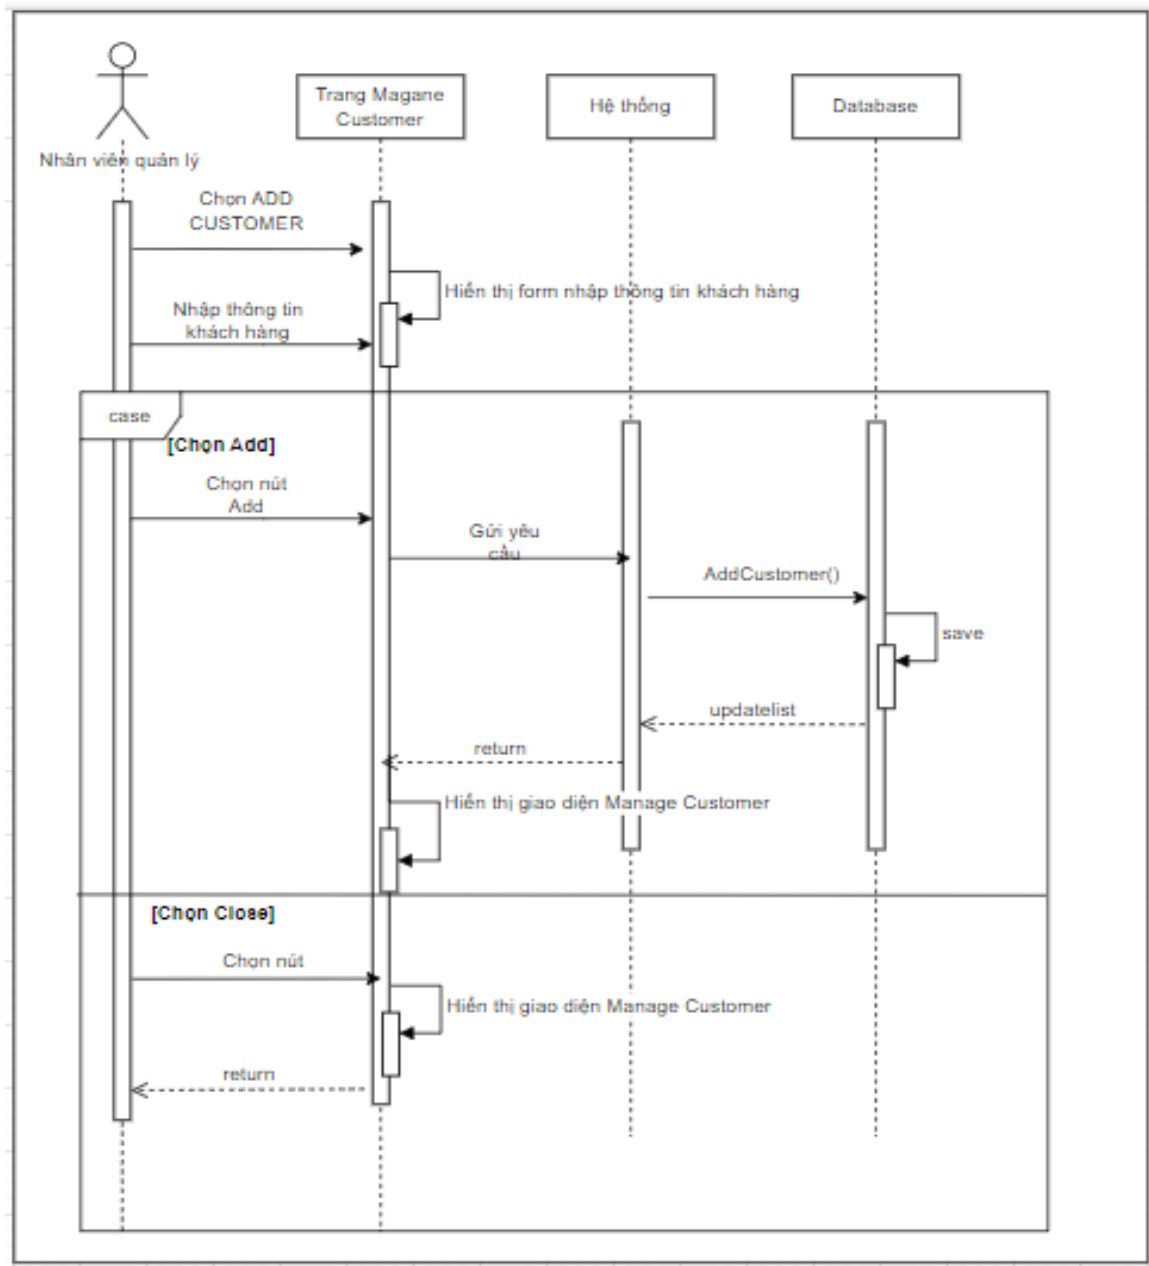 Nhân viên quản lý
Trang Magane
Customer
Hệ thống
Database
Chọn ADD
CUSTOMER
Hiển thị form nhập thông tin khách hàng
Nhập thông tin
khách hàng
case
[Chọn Add]
Chọn nút
Add
Gửi yêu
cầu
AddCustomer()
save
updatelist
return
Hiển thị giao diện Manage Customer
[Chọn Close]
Chọn nút
Hiển thị giao diện Manage Customer
return